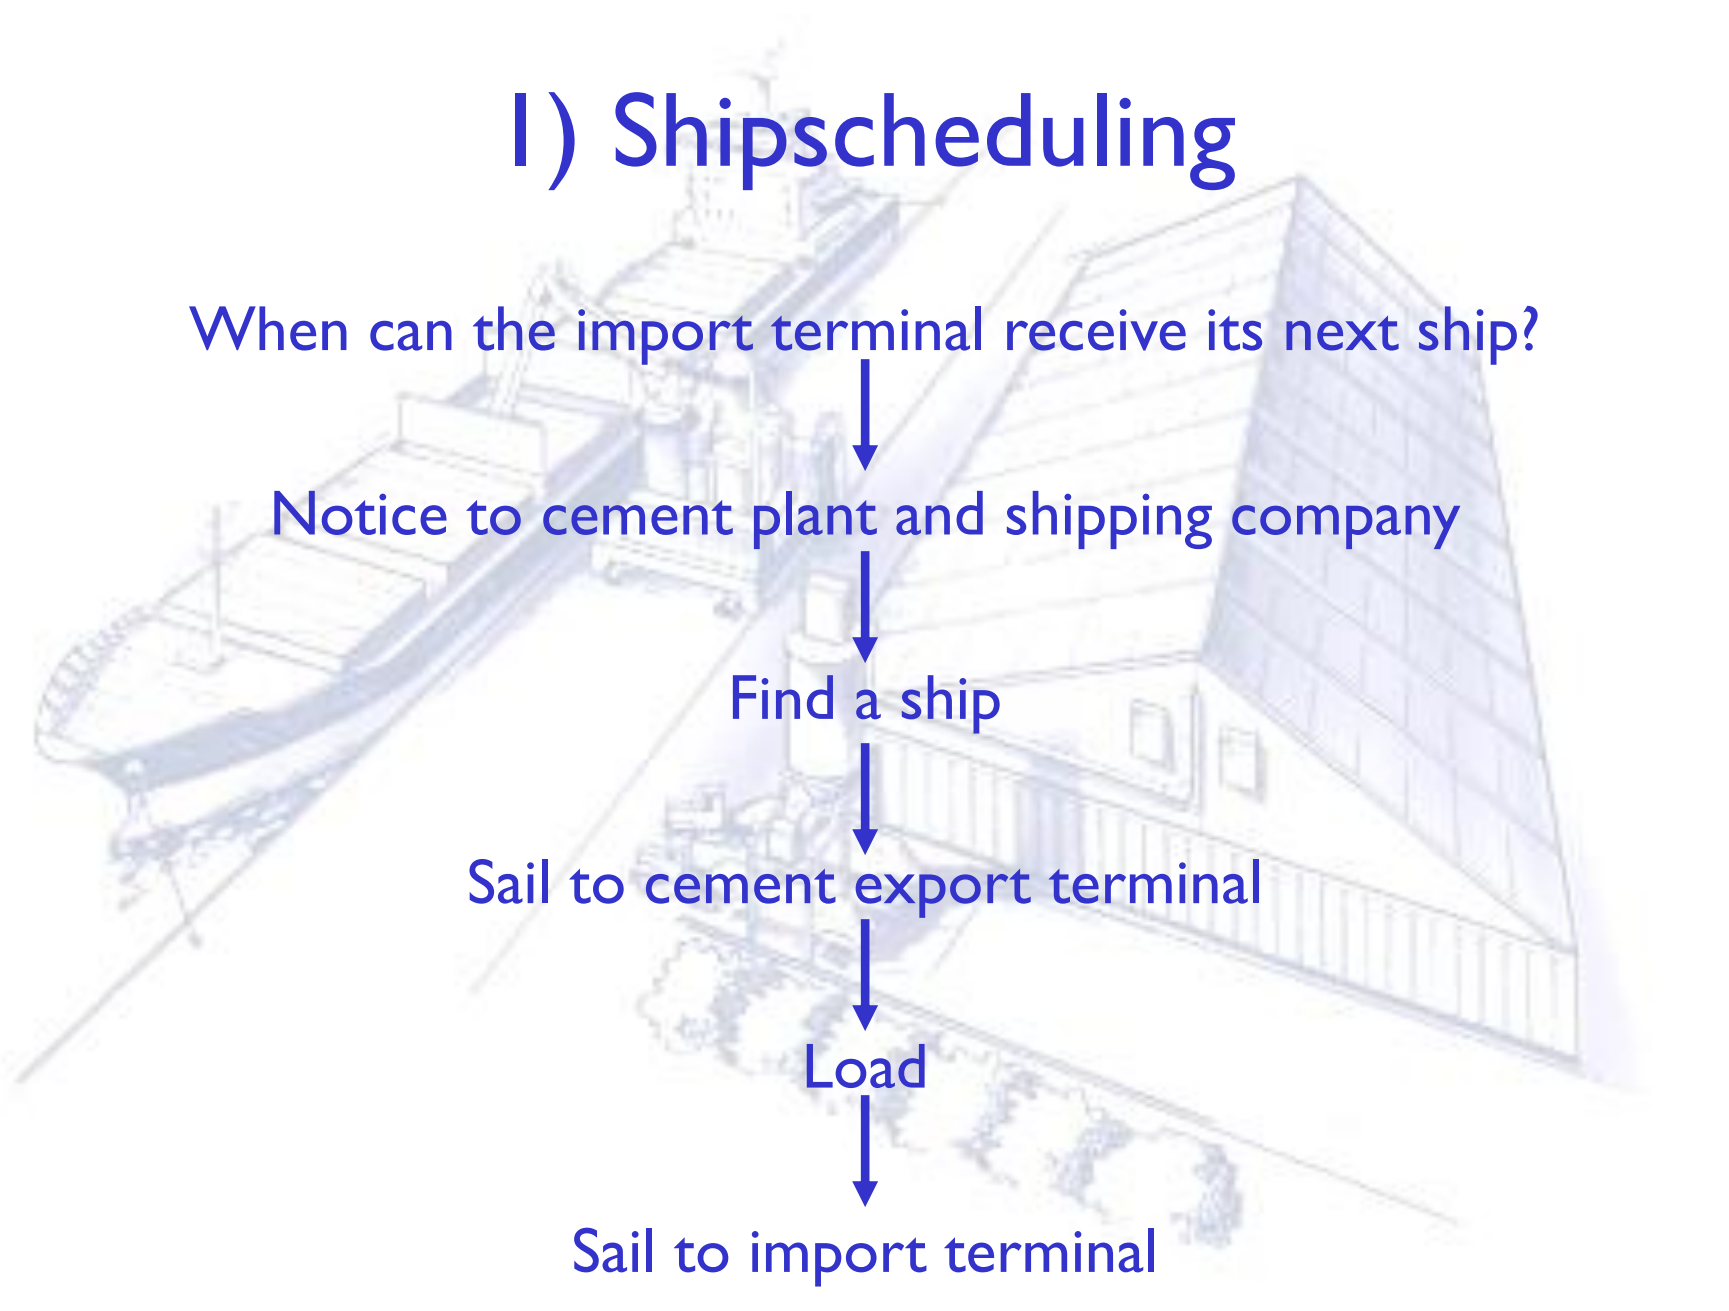 1) Shipscheduling
When can the import terminal receive its next ship?
Notice to cement plant and shipping company
Find a ship
Sail to cement export terminal
Load
Sail to import terminal